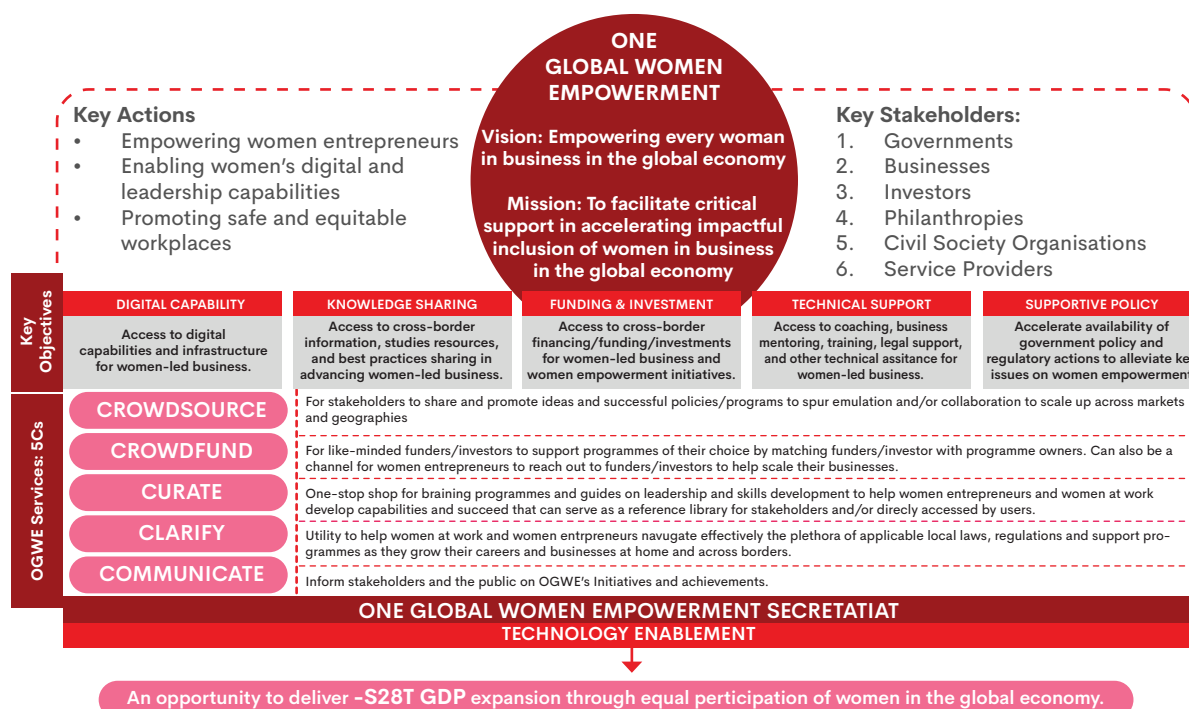 ONE
GLOBAL WOMEN
EMPOWERMENT
Vision: Empowering every woman
in business in the global economy
Mission: To facilitate critical
support in accelerating impactful
inclusion of women in business
in the global economy
Key Actions
• Empowering women entrepreneurs
• Enabling women's digital and
leadership capabilities
• Promoting safe and equitable
workplaces
Key Stakeholders:
1. Governments
2. Businesses
3. Investors
4. Philanthropies
5. Civil Society Organisations
6. Service Providers
Key
Objectives
DIGITAL CAPABILITY
Access to digital
capabilities and infrastructure
for women-led business.
KNOWLEDGE SHARING
Access to cross-border
information, studies resources,
and best practices sharing in
advancing women-led business.
FUNDING & INVESTMENT
Access to cross-border
financing/funding/investments
for women-led business and
women empowerment initiatives.
TECHNICAL SUPPORT
Access to coaching, business
mentoring, training, legal support,
and other technical assitance for
women-led business.
SUPPORTIVE POLICY
Accelerate availability of
government policy and
regulatory actions to alleviate ke
issues on women empowerment
OGWE Services: 5Cs
CROWDSOURCE
For stakeholders to share and promote ideas and successful policies/programs to spur emulation and/or collaboration to scale up across markets
and geographies
CROWDFUND
For like-minded funders/investors to support programmes of their choice by matching funders/investor with programme owners. Can also be a
channel for women entrepreneurs to reach out to funders/investors to help scale their businesses.
CURATE
One-stop shop for braining programmes and guides on leadership and skills development to help women entrepreneurs and women at work
develop capabilities and succeed that can serve as a reference library for stakeholders and/or direcly accessed by users.
CLARIFY
Utility to help women at work and women entrpreneurs navugate effectively the plethora of applicable local laws, regulations and support pro-
grammes as they grow their careers and businesses at home and across borders.
COMMUNICATE
Inform stakeholders and the public on OGWE's Initiatives and achievements.
ONE GLOBAL WOMEN EMPOWERMENT SECRETATIAT
TECHNOLOGY ENABLEMENT
An opportunity to deliver -S28T GDP expansion through equal perticipation of women in the global economy.